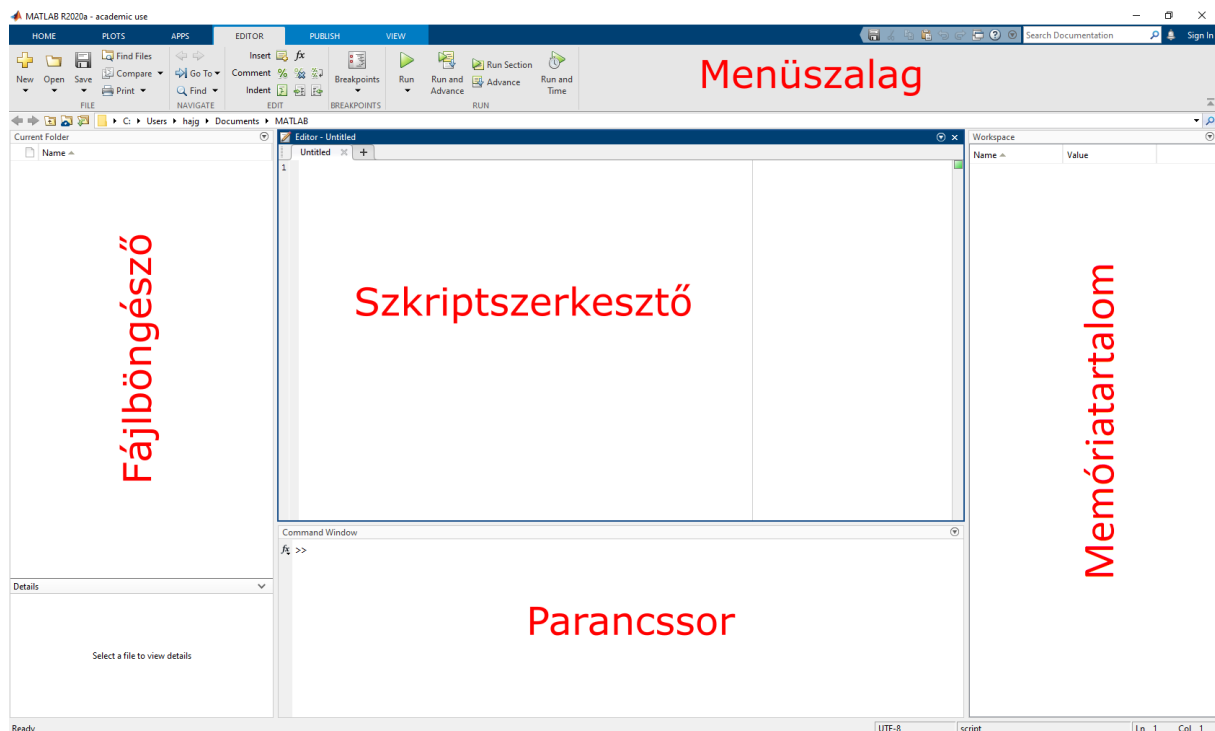 MATLAB R2020a - academic use
HOME PLOTS APPS EDITOR PUBLISH VIEW Search Documentation Sign In
New Open Save Find Files Compare Print Go To Find Insert fx Comment % Indent Breakpoints Run Run and Advance Run Section Advance Run and Time
FILE NAVIGATE EDIT BREAKPOINTS RUN
Menüszalag
C: Users hajg Documents MATLAB
Current Folder
Name
Fájlböngésző
Details
Select a file to view details
Editor - Untitled
Untitled +
1
Szkriptszerkesztő
Command Window
fx >>
Parancssor
Workspace
Name Value
Memóriatartalom
Ready UTF-8 script Ln 1 Col 1